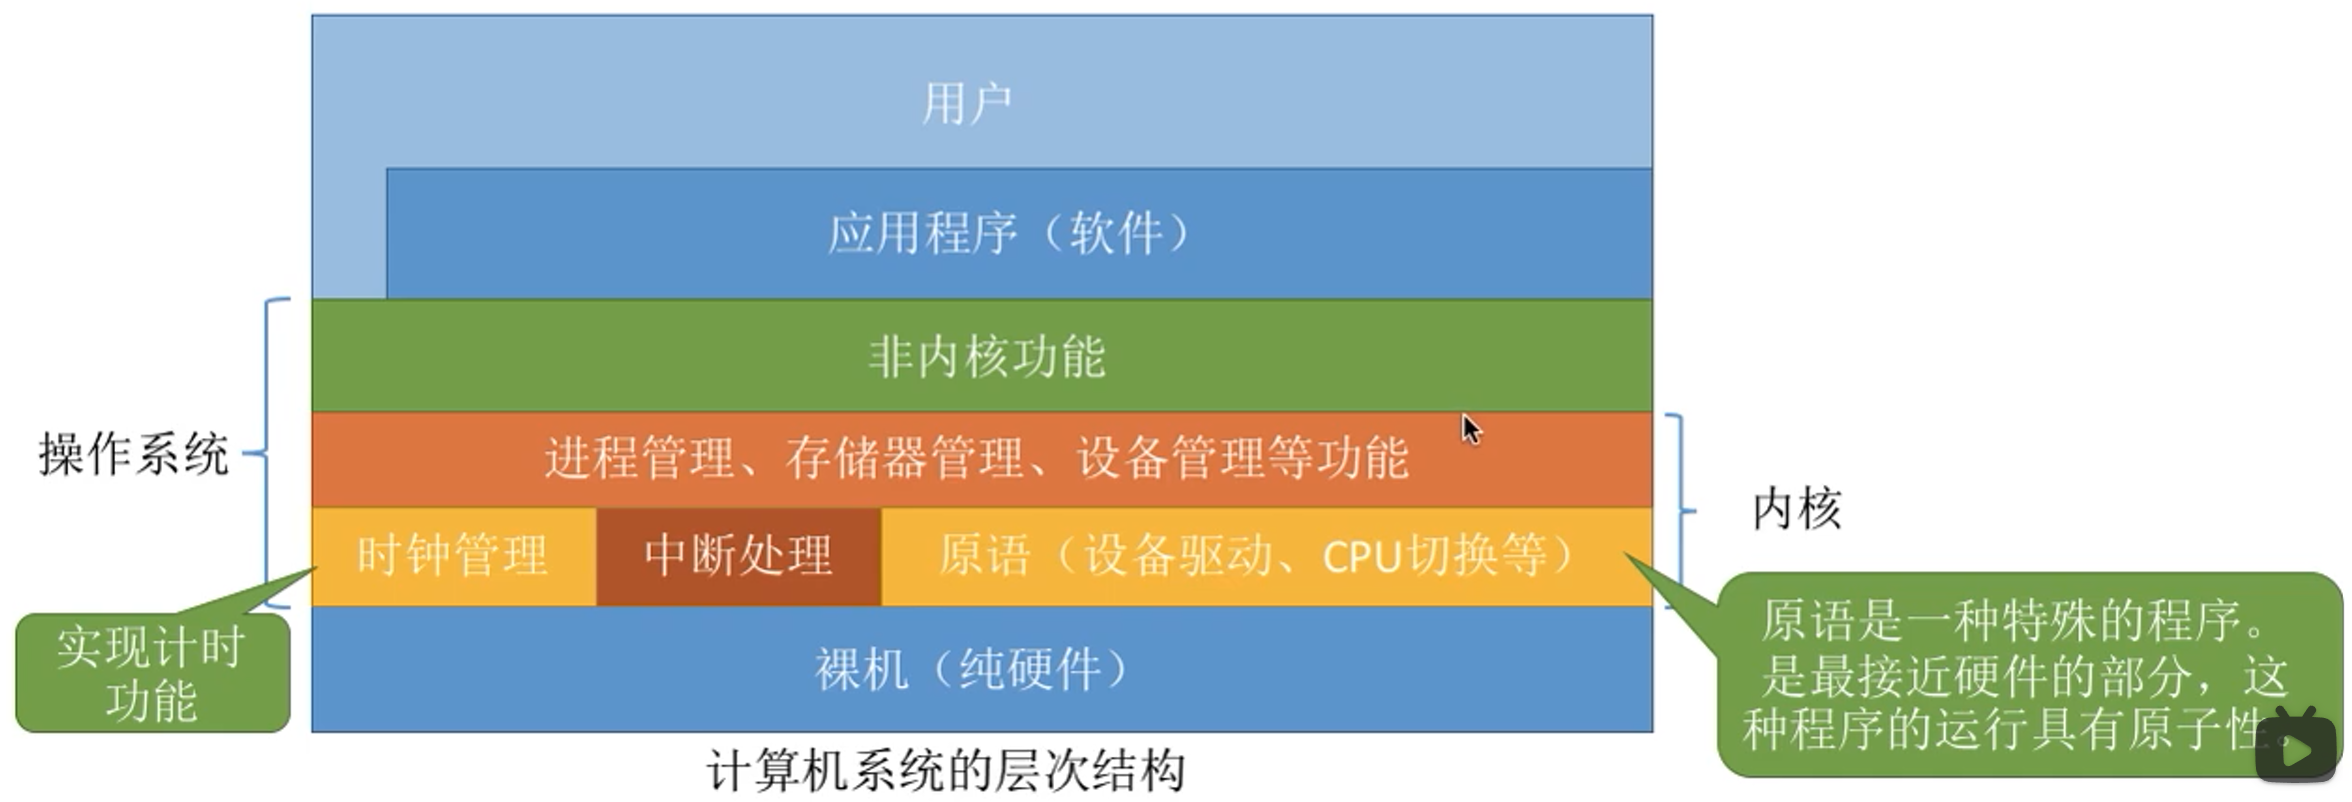 用户
应用程序（软件）
非内核功能
操作系统
进程管理、存储器管理、设备管理等功能
内核
时钟管理
中断处理
原语（设备驱动、CPU切换等）
实现计时
功能
裸机（纯硬件）
原语是一种特殊的程序。
是最接近硬件的部分，这
种程序的运行具有原子性。
计算机系统的层次结构